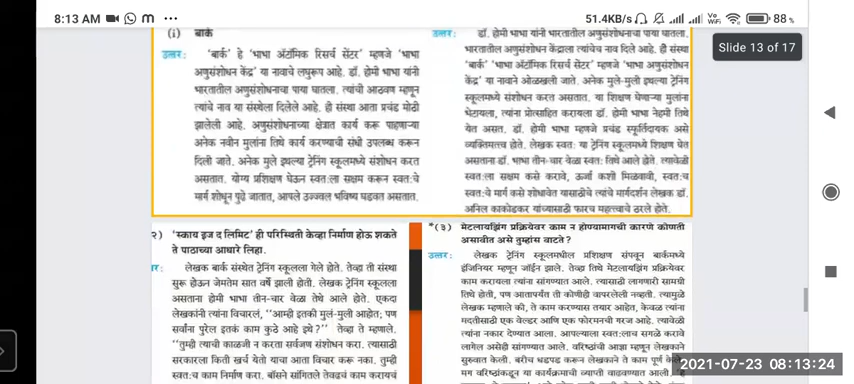 8:13 AM
51.4KB/s
88%
Slide 13 of 17
(i) बार्क
उत्तर: 'बार्क' हे 'भाभा अ‍ॅटॉमिक रिसर्च सेंटर' म्हणजे 'भाभा
अणुसंशोधन केंद्र' या नावाचे लघुरूप आहे. डॉ. होमी भाभा यांनी
भारतातील अणुसंशोधनाचा पाया घातला. त्यांची आठवण म्हणून
त्यांचे नाव या संस्थेला दिलेले आहे. ही संस्था आता प्रचंड मोठी
झालेली आहे. अणुसंशोधनाच्या क्षेत्रात कार्य करू पाहणाऱ्या
अनेक नवीन मुलांना तिथे कार्य करण्याची संधी उपलब्ध करून
दिली जाते. अनेक मुले इथल्या ट्रेनिंग स्कूलमध्ये संशोधन करत
असतात. योग्य प्रशिक्षण घेऊन स्वतःला सक्षम करून स्वतःचे
मार्ग शोधून पुढे जातात, आपले उज्ज्वल भविष्य घडवत असतात.
उत्तर: डॉ. होमी भाभा यांनी भारतातील अणुसंशोधनाचा पाया घातला.
भारतातील अणुसंशोधन केंद्राला त्यांचेच नाव दिले आहे. ही संस्था
'बार्क' 'भाभा अ‍ॅटॉमिक रिसर्च सेंटर' म्हणजे 'भाभा अणुसंशोधन
केंद्र' या नावाने ओळखली जाते. अनेक मुले-मुली इथल्या ट्रेनिंग
स्कूलमध्ये संशोधन करत असतात. या शिक्षण घेणाऱ्या मुलांना
भेटायला, त्यांना प्रोत्साहित करायला डॉ. होमी भाभा नेहमी तिथे
येत असत. डॉ. होमी भाभा म्हणजे प्रचंड स्फूर्तिदायक असे
व्यक्तिमत्त्व होते. लेखक स्वतः या ट्रेनिंग स्कूलमध्ये शिक्षण घेत
असताना डॉ. भाभा तीन-चार वेळा स्वतः तिथे आले होते. त्यावेळी
स्वतःला सक्षम कसे करावे, ऊर्जा कशी मिळवावी, स्वतःच
स्वतःचे मार्ग कसे शोधावेत यासाठीचे त्यांचे मार्गदर्शन लेखक डॉ.
अनिल काकोडकर यांच्यासाठी फारच महत्त्वाचे ठरले होते.
२) 'स्काय इज द लिमिट' ही परिस्थिती केव्हा निर्माण होऊ शकते
ते पाठाच्या आधारे लिहा.
लेखक बार्क संस्थेत ट्रेनिंग स्कूलला गेले होते. तेव्हा ती संस्था
सुरू होऊन जेमतेम सात वर्षे झाली होती. लेखक ट्रेनिंग स्कूलला
असताना होमी भाभा तीन-चार वेळा तिथे आले होते. एकदा
लेखकांनी त्यांना विचारलं, "आम्ही इतकी मुलं-मुली आहोत; पण
सर्वांना पुरेल इतकं काम कुठे आहे इथे?" तेव्हा ते म्हणाले.
"तुम्ही त्याची काळजी न करता सर्वजण संशोधन करा. त्यासाठी
सरकारला किती खर्च येतो याचा आता विचार करू नका. तुम्ही
स्वतःच काम निर्माण करा. बॉसने सांगितले तेवढचं काम करायचं
*(३) मेटलायझिंग प्रक्रियेवर काम न होण्यामागची कारणे कोणती
असावीत असे तुम्हांस वाटते?
उत्तर: लेखक ट्रेनिंग स्कूलमधील प्रशिक्षण संपवून बार्कमध्ये
इंजिनियर म्हणून जॉईन झाले. तेव्हा तिथे मेटलायझिंग प्रक्रियेवर
काम करायला त्यांना सांगण्यात आले. त्यासाठी लागणारी सामग्री
तिथे होती, पण आतापर्यंत ती कोणीही वापरलेली नव्हती. त्यामुळे
लेखक म्हणाले की, ते काम करण्यास तयार आहेत, केवळ त्यांना
मदतीसाठी एक वेल्डर आणि एक फोरमनची गरज आहे. त्यावेळी
त्यांना नकार देण्यात आला. आपल्याला स्वतःलाच सगळे करावे
लागेल असेही सांगण्यात आले. वरिष्ठांची आज्ञा म्हणून लेखकाने
सुरुवात केली. बरीच धडपड करून लेखकाने ते काम पूर्ण केले.
मग वरिष्ठांकडून या कार्यक्रमाची व्याप्ती वाढवण्यात आली. 'हे
2021-07-23 08:13:24